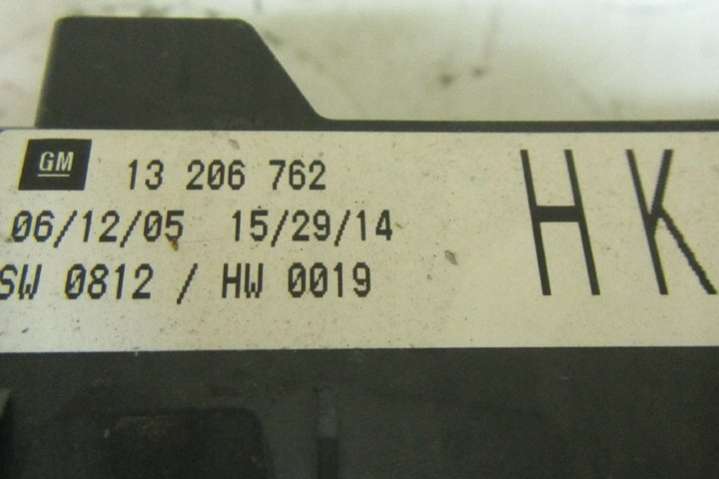 GM 13 206 762
06/12/05 15/29/14
SW 0812 / HW 0019
HK